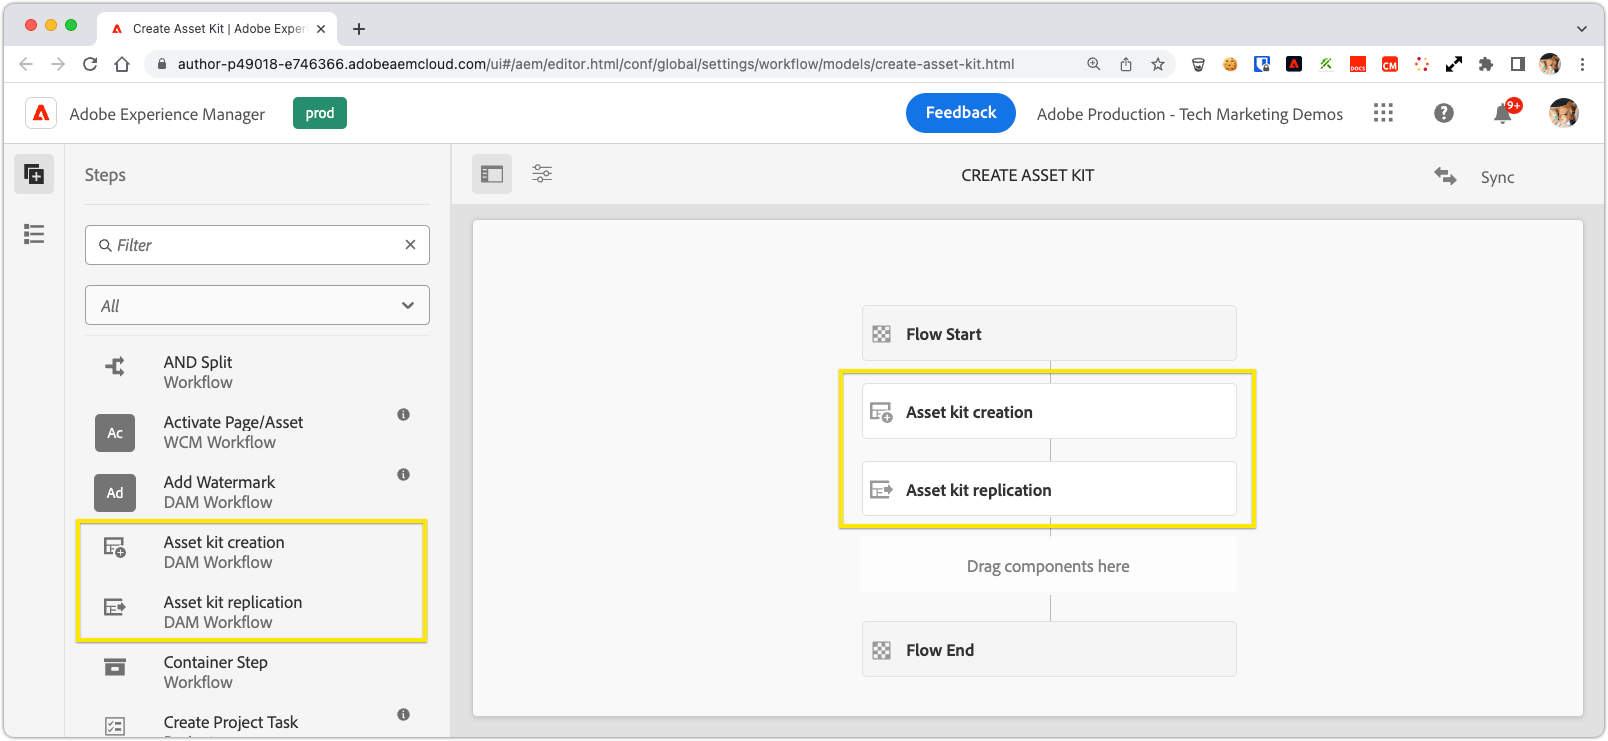 Create Asset Kit | Adobe Exper
author-p49018-e746366.adobeaemcloud.com/ui#/aem/editor.html/conf/global/settings/workflow/models/create-asset-kit.html
DOCS
CM
Adobe Experience Manager
prod
Feedback
Adobe Production - Tech Marketing Demos
9+
Steps
CREATE ASSET KIT
Sync
Filter
All
AND Split
Workflow
Ac
Activate Page/Asset
WCM Workflow
Ad
Add Watermark
DAM Workflow
Asset kit creation
DAM Workflow
Asset kit replication
DAM Workflow
Container Step
Workflow
Create Project Task
Flow Start
Asset kit creation
Asset kit replication
Drag components here
Flow End